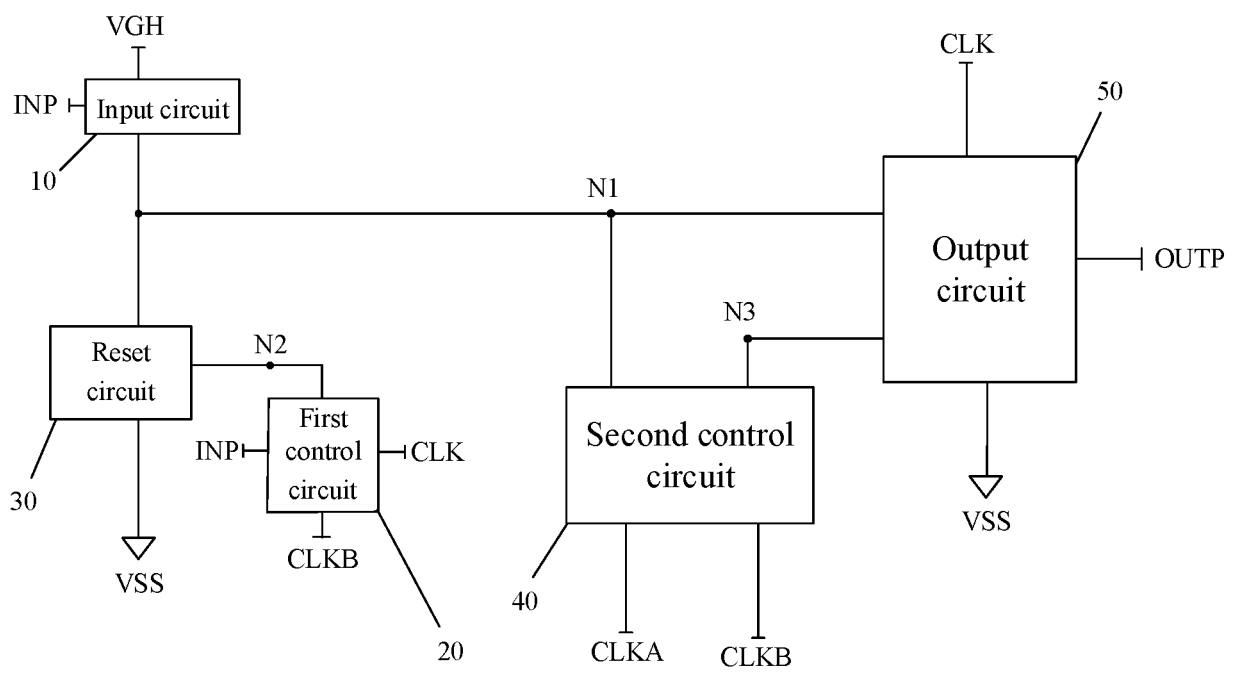 VGH
CLK
INP
Input circuit
50
10
N1
Output
circuit
OUTP
N3
N2
Reset
circuit
First
control
circuit
INP
CLK
Second control
circuit
30
VSS
CLKB
VSS
40
20
CLKA
CLKB